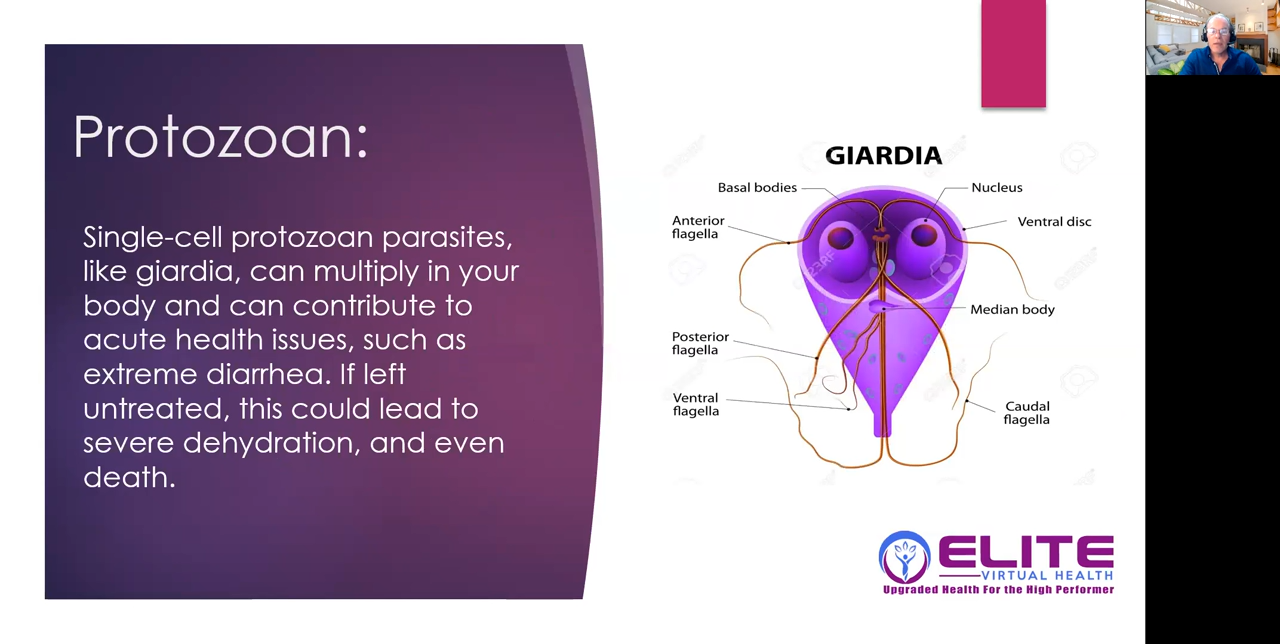 Protozoan:
Single-cell protozoan parasites,
like giardia, can multiply in your
body and can contribute to
acute health issues, such as
extreme diarrhea. If left
untreated, this could lead to
severe dehydration, and even
death.
GIARDIA
Basal bodies
Nucleus
Anterior
flagella
Ventral disc
Median body
Posterior
flagella
Ventral
flagella
Caudal
flagella
ELITE
VIRTUAL HEALTH
Upgraded Health For the High Performer